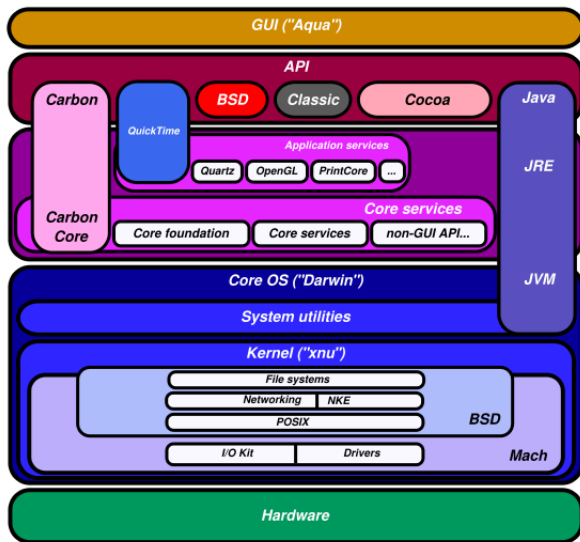 GUI ("Aqua")
API
Carbon
QuickTime
BSD
Classic
Cocoa
Java
Application services
Quartz
OpenGL
PrintCore
...
JRE
Core services
Carbon
Core
Core foundation
Core services
non-GUI API...
Core OS ("Darwin")
JVM
System utilities
Kernel ("xnu")
File systems
Networking
NKE
POSIX
BSD
I/O Kit
Drivers
Mach
Hardware